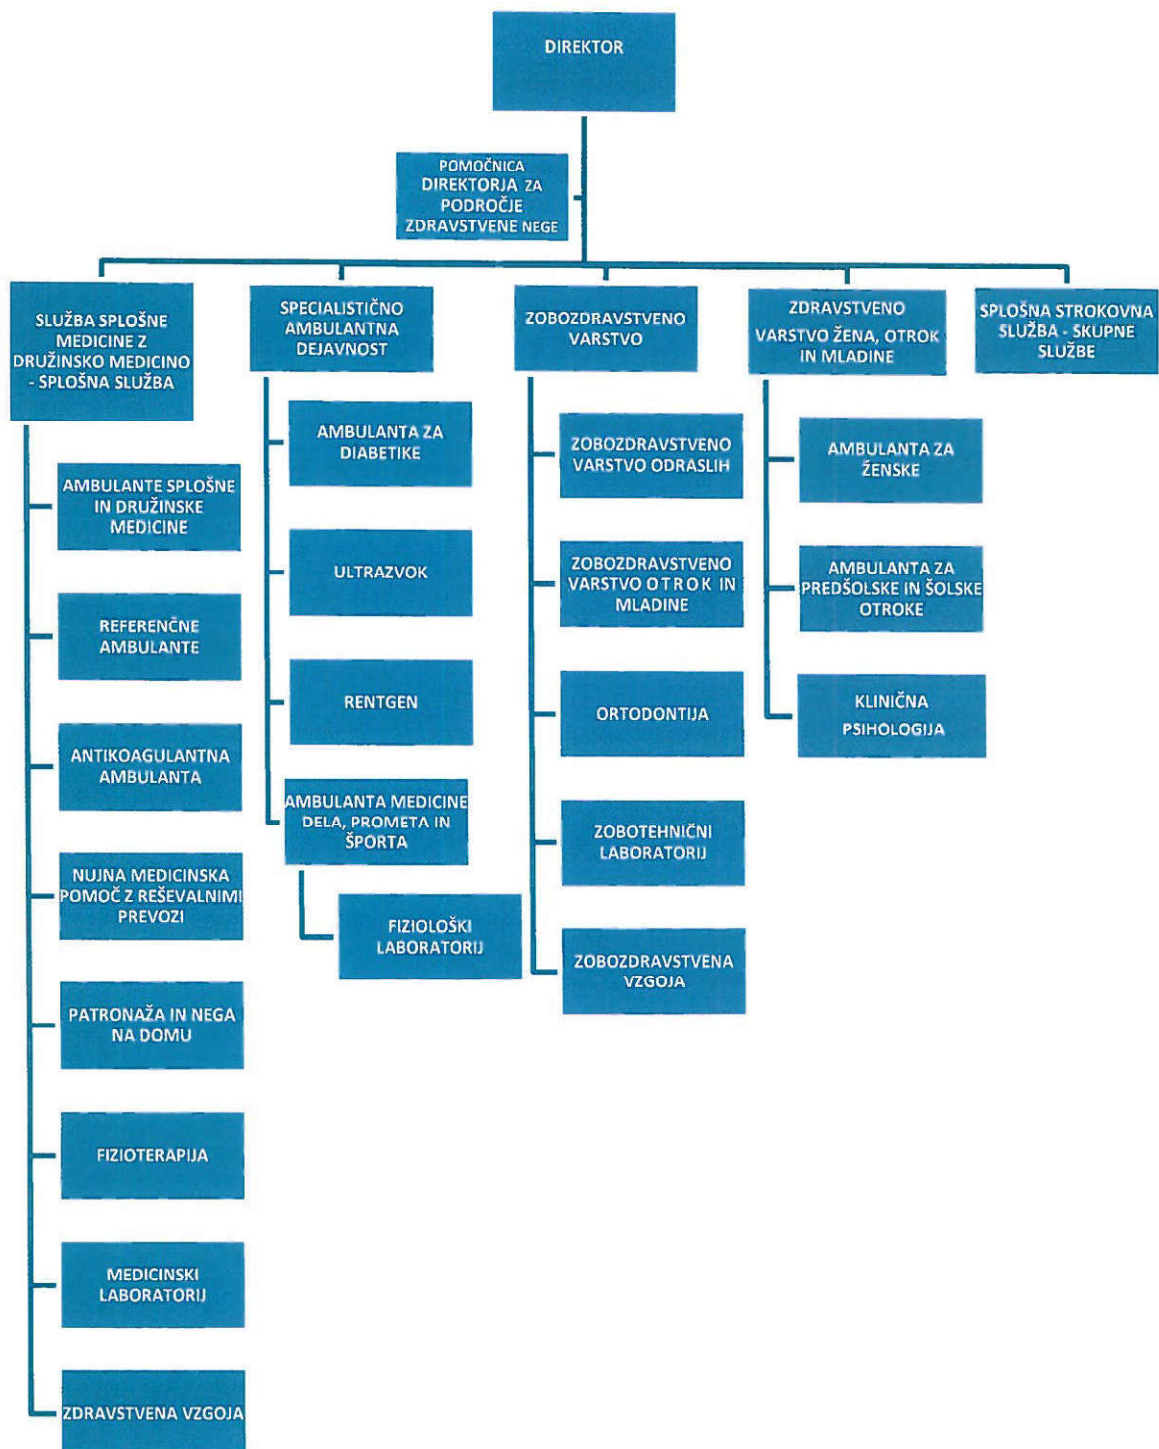 DIREKTOR
POMOČNICA
DIREKTORJA ZA
PODROČJE
ZDRAVSTVENE NEGE
SLUŽBA SPLOŠNE
MEDICINE Z
DRUŽINSKO MEDICINO
- SPLOŠNA SLUŽBA
AMBULANTE SPLOŠNE
IN DRUŽINSKE
MEDICINE
REFERENČNE
AMBULANTE
ANTIKOAGULANTNA
AMBULANTA
NUJNA MEDICINSKA
POMOČ Z REŠEVALNIMI
PREVOZI
PATRONAŽA IN NEGA
NA DOMU
FIZIOTERAPIJA
MEDICINSKI
LABORATORIJ
ZDRAVSTVENA VZGOJA
SPECIALISTIČNO
AMBULANTNA
DEJAVNOST
AMBULANTA ZA
DIABETIKE
ULTRAZVOK
RENTGEN
AMBULANTA MEDICINE
DELA, PROMETA IN
ŠPORTA
FIZIOLOŠKI
LABORATORIJ
ZOBOZDRAVSTVENO
VARSTVO
ZOBOZDRAVSTVENO
VARSTVO ODRASLIH
ZOBOZDRAVSTVENO
VARSTVO O T R O K IN
MLADINE
ORTODONTIJA
ZOBOTEHNIČNI
LABORATORIJ
ZOBOZDRAVSTVENA
VZGOJA
ZDRAVSTVENO
VARSTVO ŽENA, OTROK
IN MLADINE
AMBULANTA ZA
ŽENSKE
AMBULANTA ZA
PREDŠOLSKE IN ŠOLSKE
OTROKE
KLINIČNA
PSIHOLOGIJA
SPLOŠNA STROKOVNA
SLUŽBA - SKUPNE
SLUŽBE